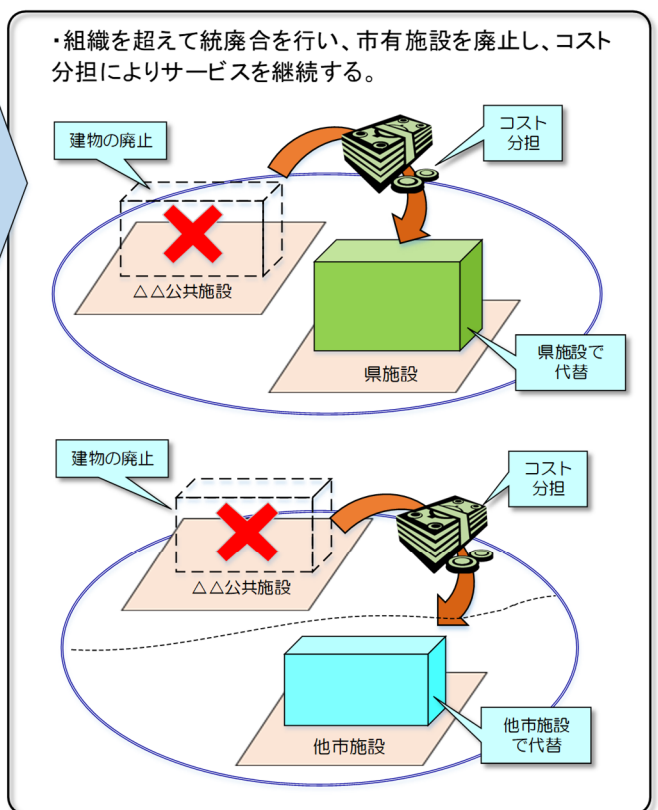 ・組織を超えて統廃合を行い、市有施設を廃止し、コスト
分担によりサービスを継続する。
建物の廃止
コスト
分担
△△公共施設
県施設
県施設で
代替
建物の廃止
コスト
分担
△△公共施設
他市施設
他市施設
で代替